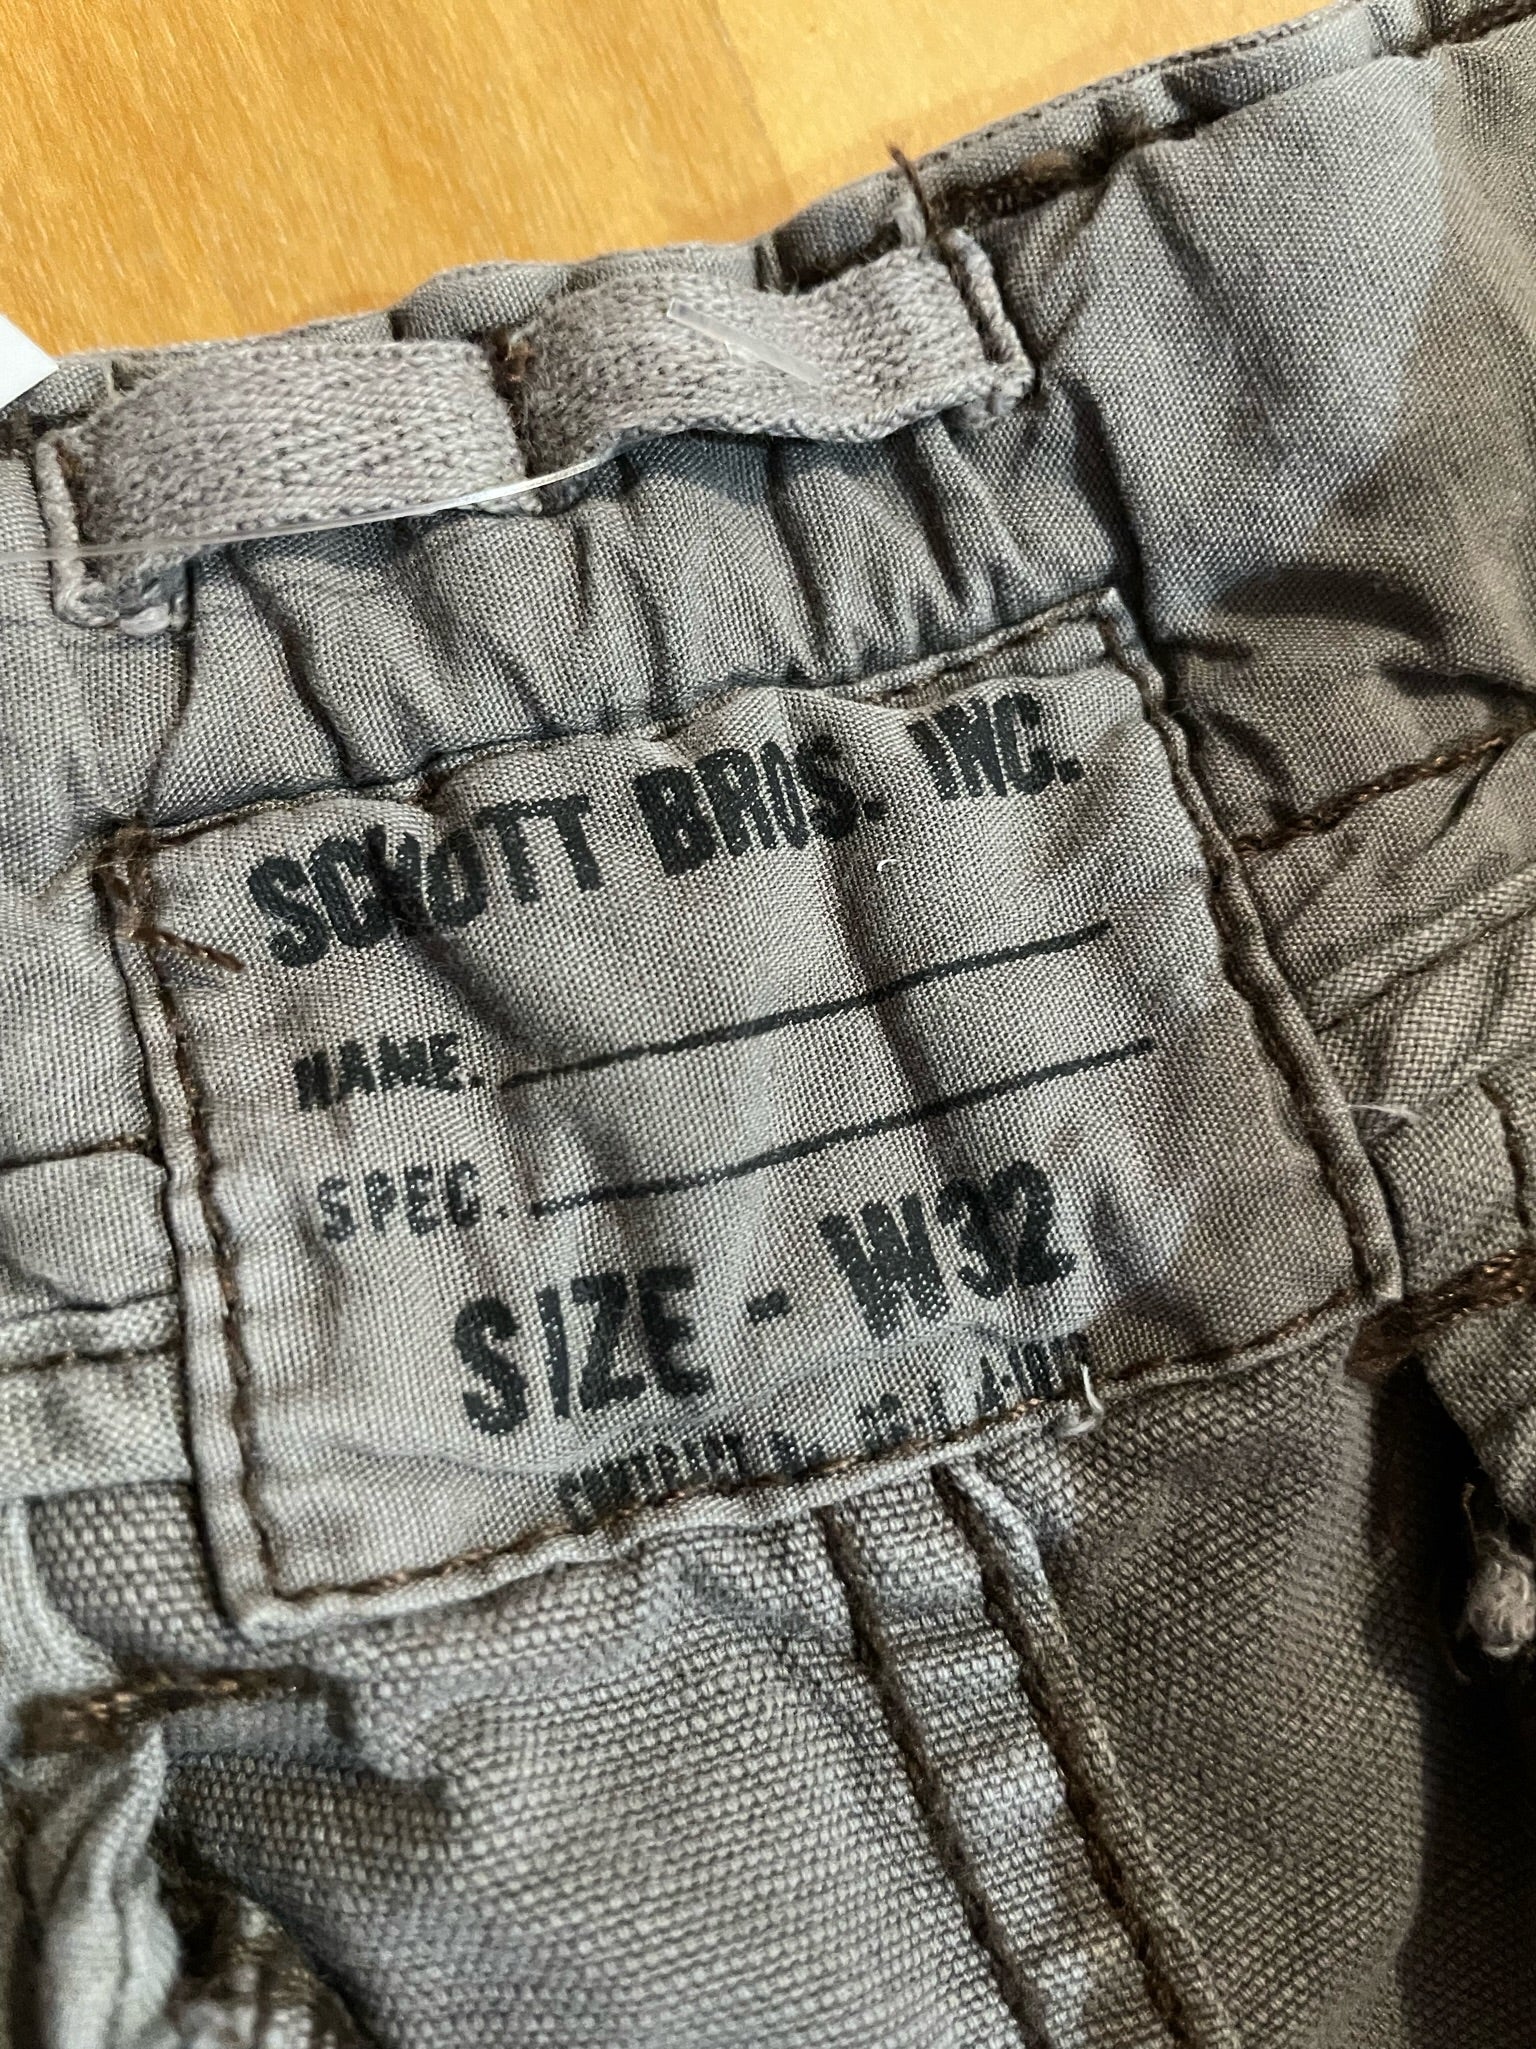 SCHOTT BROS. INC.
NAME.
SPEC.
SIZE - W32